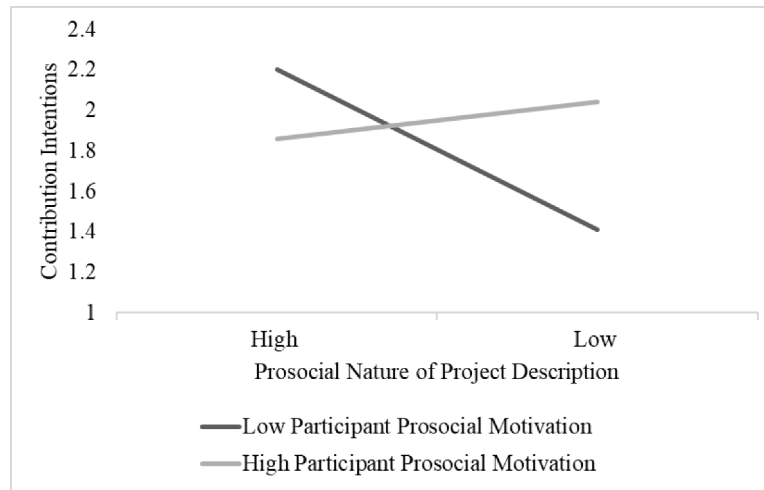 2.4
2.2
2
1.8
1.6
1.4
1.2
1
Contribution Intentions
High Low
Prosocial Nature of Project Description
Low Participant Prosocial Motivation
High Participant Prosocial Motivation